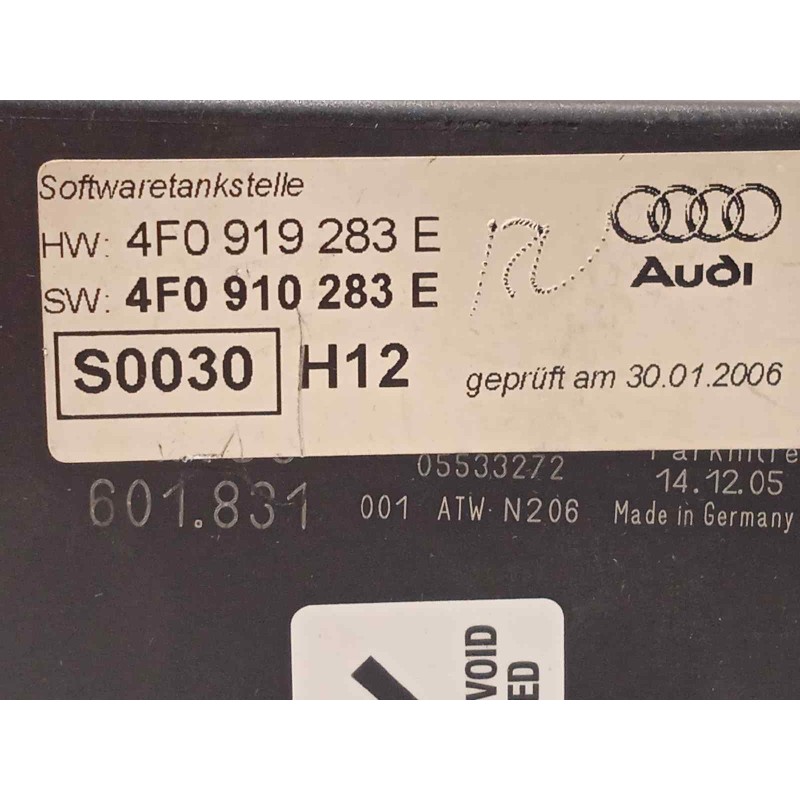 Softwaretankstelle
HW: 4F0 919 283 E
SW: 4F0 910 283 E
Audi
S0030 H12
geprüft am 30.01.2006
05533272
14.12.05
601.831
001 ATW N206
Made in Germany
VOID
ED